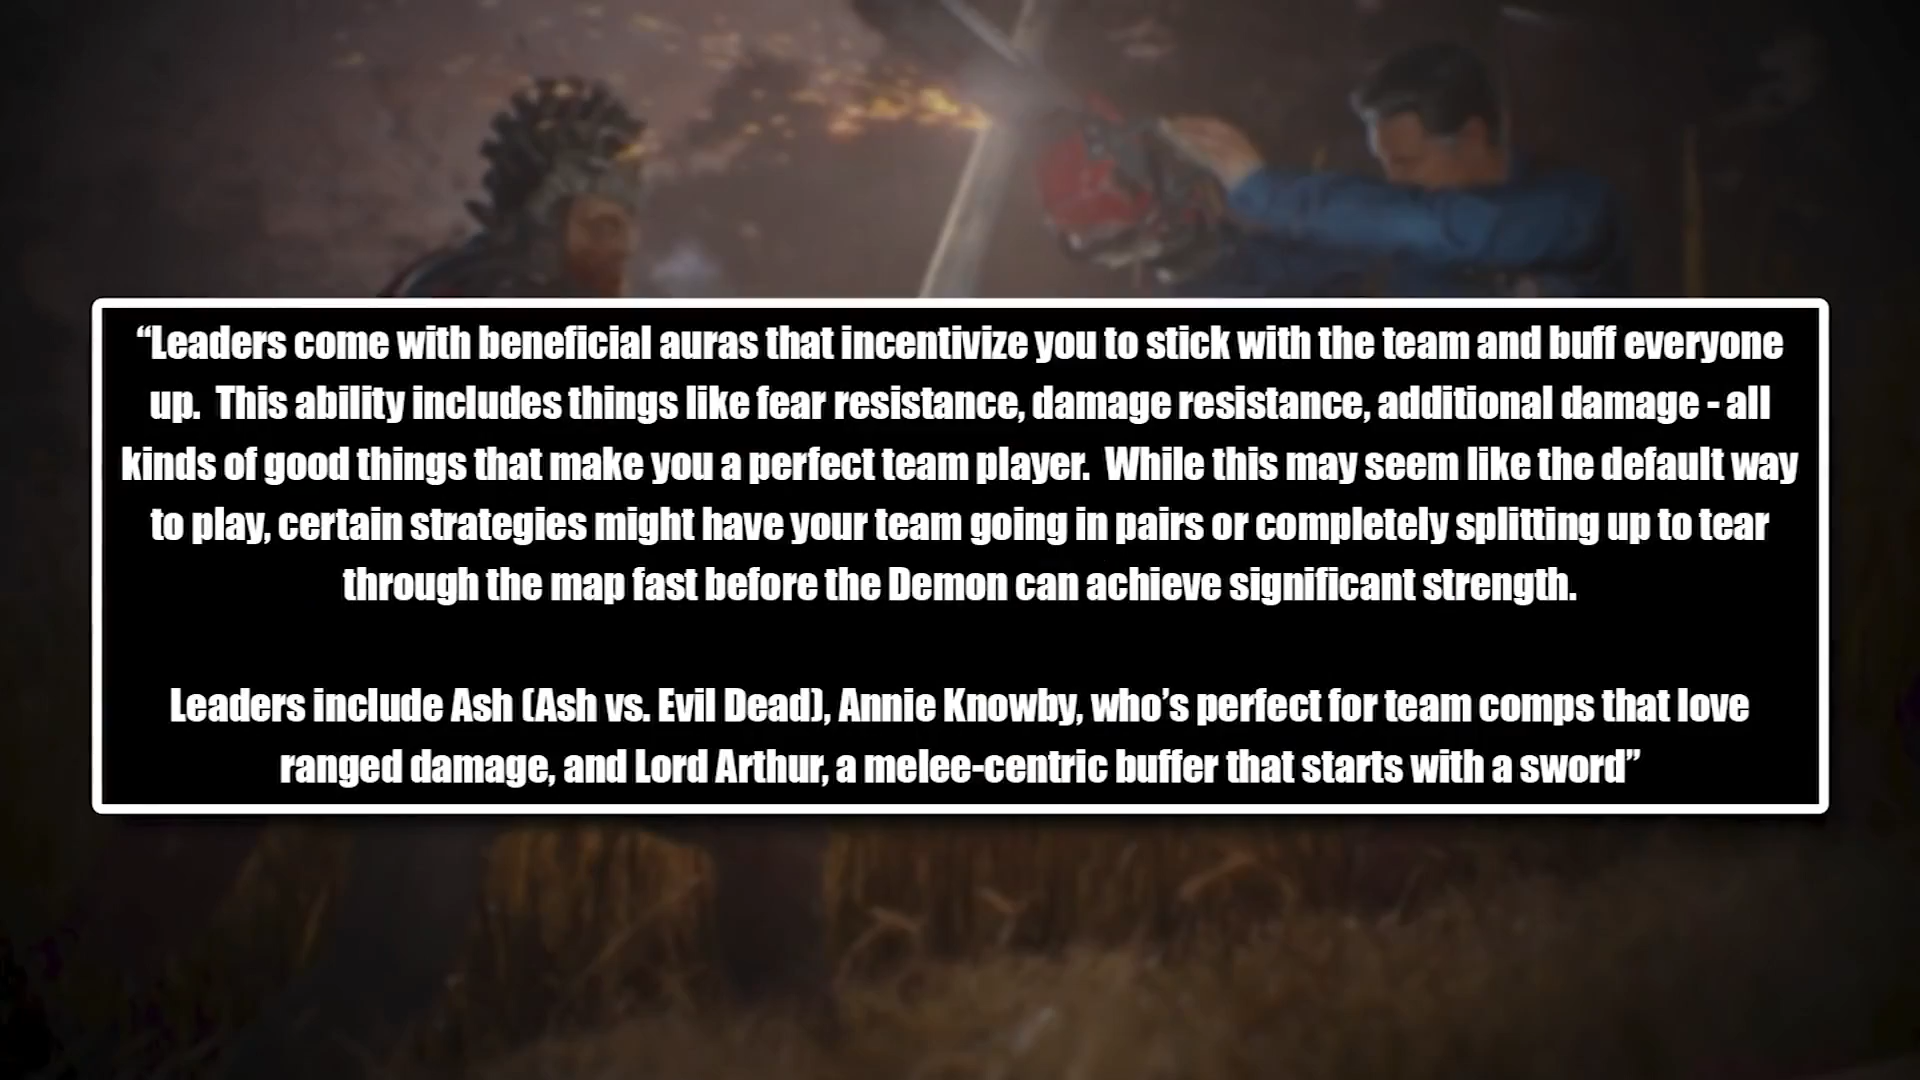 “Leaders come with beneficial auras that incentivize you to stick with the team and buff everyone
up.  This ability includes things like fear resistance, damage resistance, additional damage - all
kinds of good things that make you a perfect team player.  While this may seem like the default way
to play, certain strategies might have your team going in pairs or completely splitting up to tear
through the map fast before the Demon can achieve significant strength.
Leaders include Ash (Ash vs. Evil Dead), Annie Knowby, who’s perfect for team comps that love
ranged damage, and Lord Arthur, a melee-centric buffer that starts with a sword”